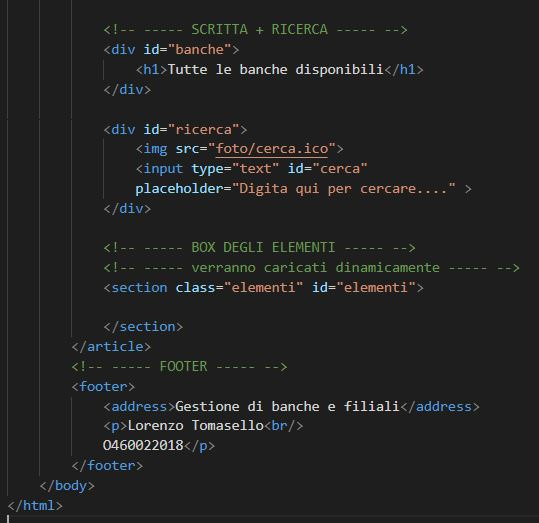 <!-- ----- SCRITTA + RICERCA ----- -->
<div id="banche">
<h1>Tutte le banche disponibili</h1>
</div>
<div id="ricerca">
<img src="foto/cerca.ico">
<input type="text" id="cerca"
placeholder="Digita qui per cercare...." >
</div>
<!-- ----- BOX DEGLI ELEMENTI ----- -->
<!-- ----- verranno caricati dinamicamente ----- -->
<section class="elementi" id="elementi">
</section>
</article>
<!-- ----- FOOTER ----- -->
<footer>
<address>Gestione di banche e filiali</address>
<p>Lorenzo Tomasello<br/>
O460022018</p>
</footer>
</body>
</html>